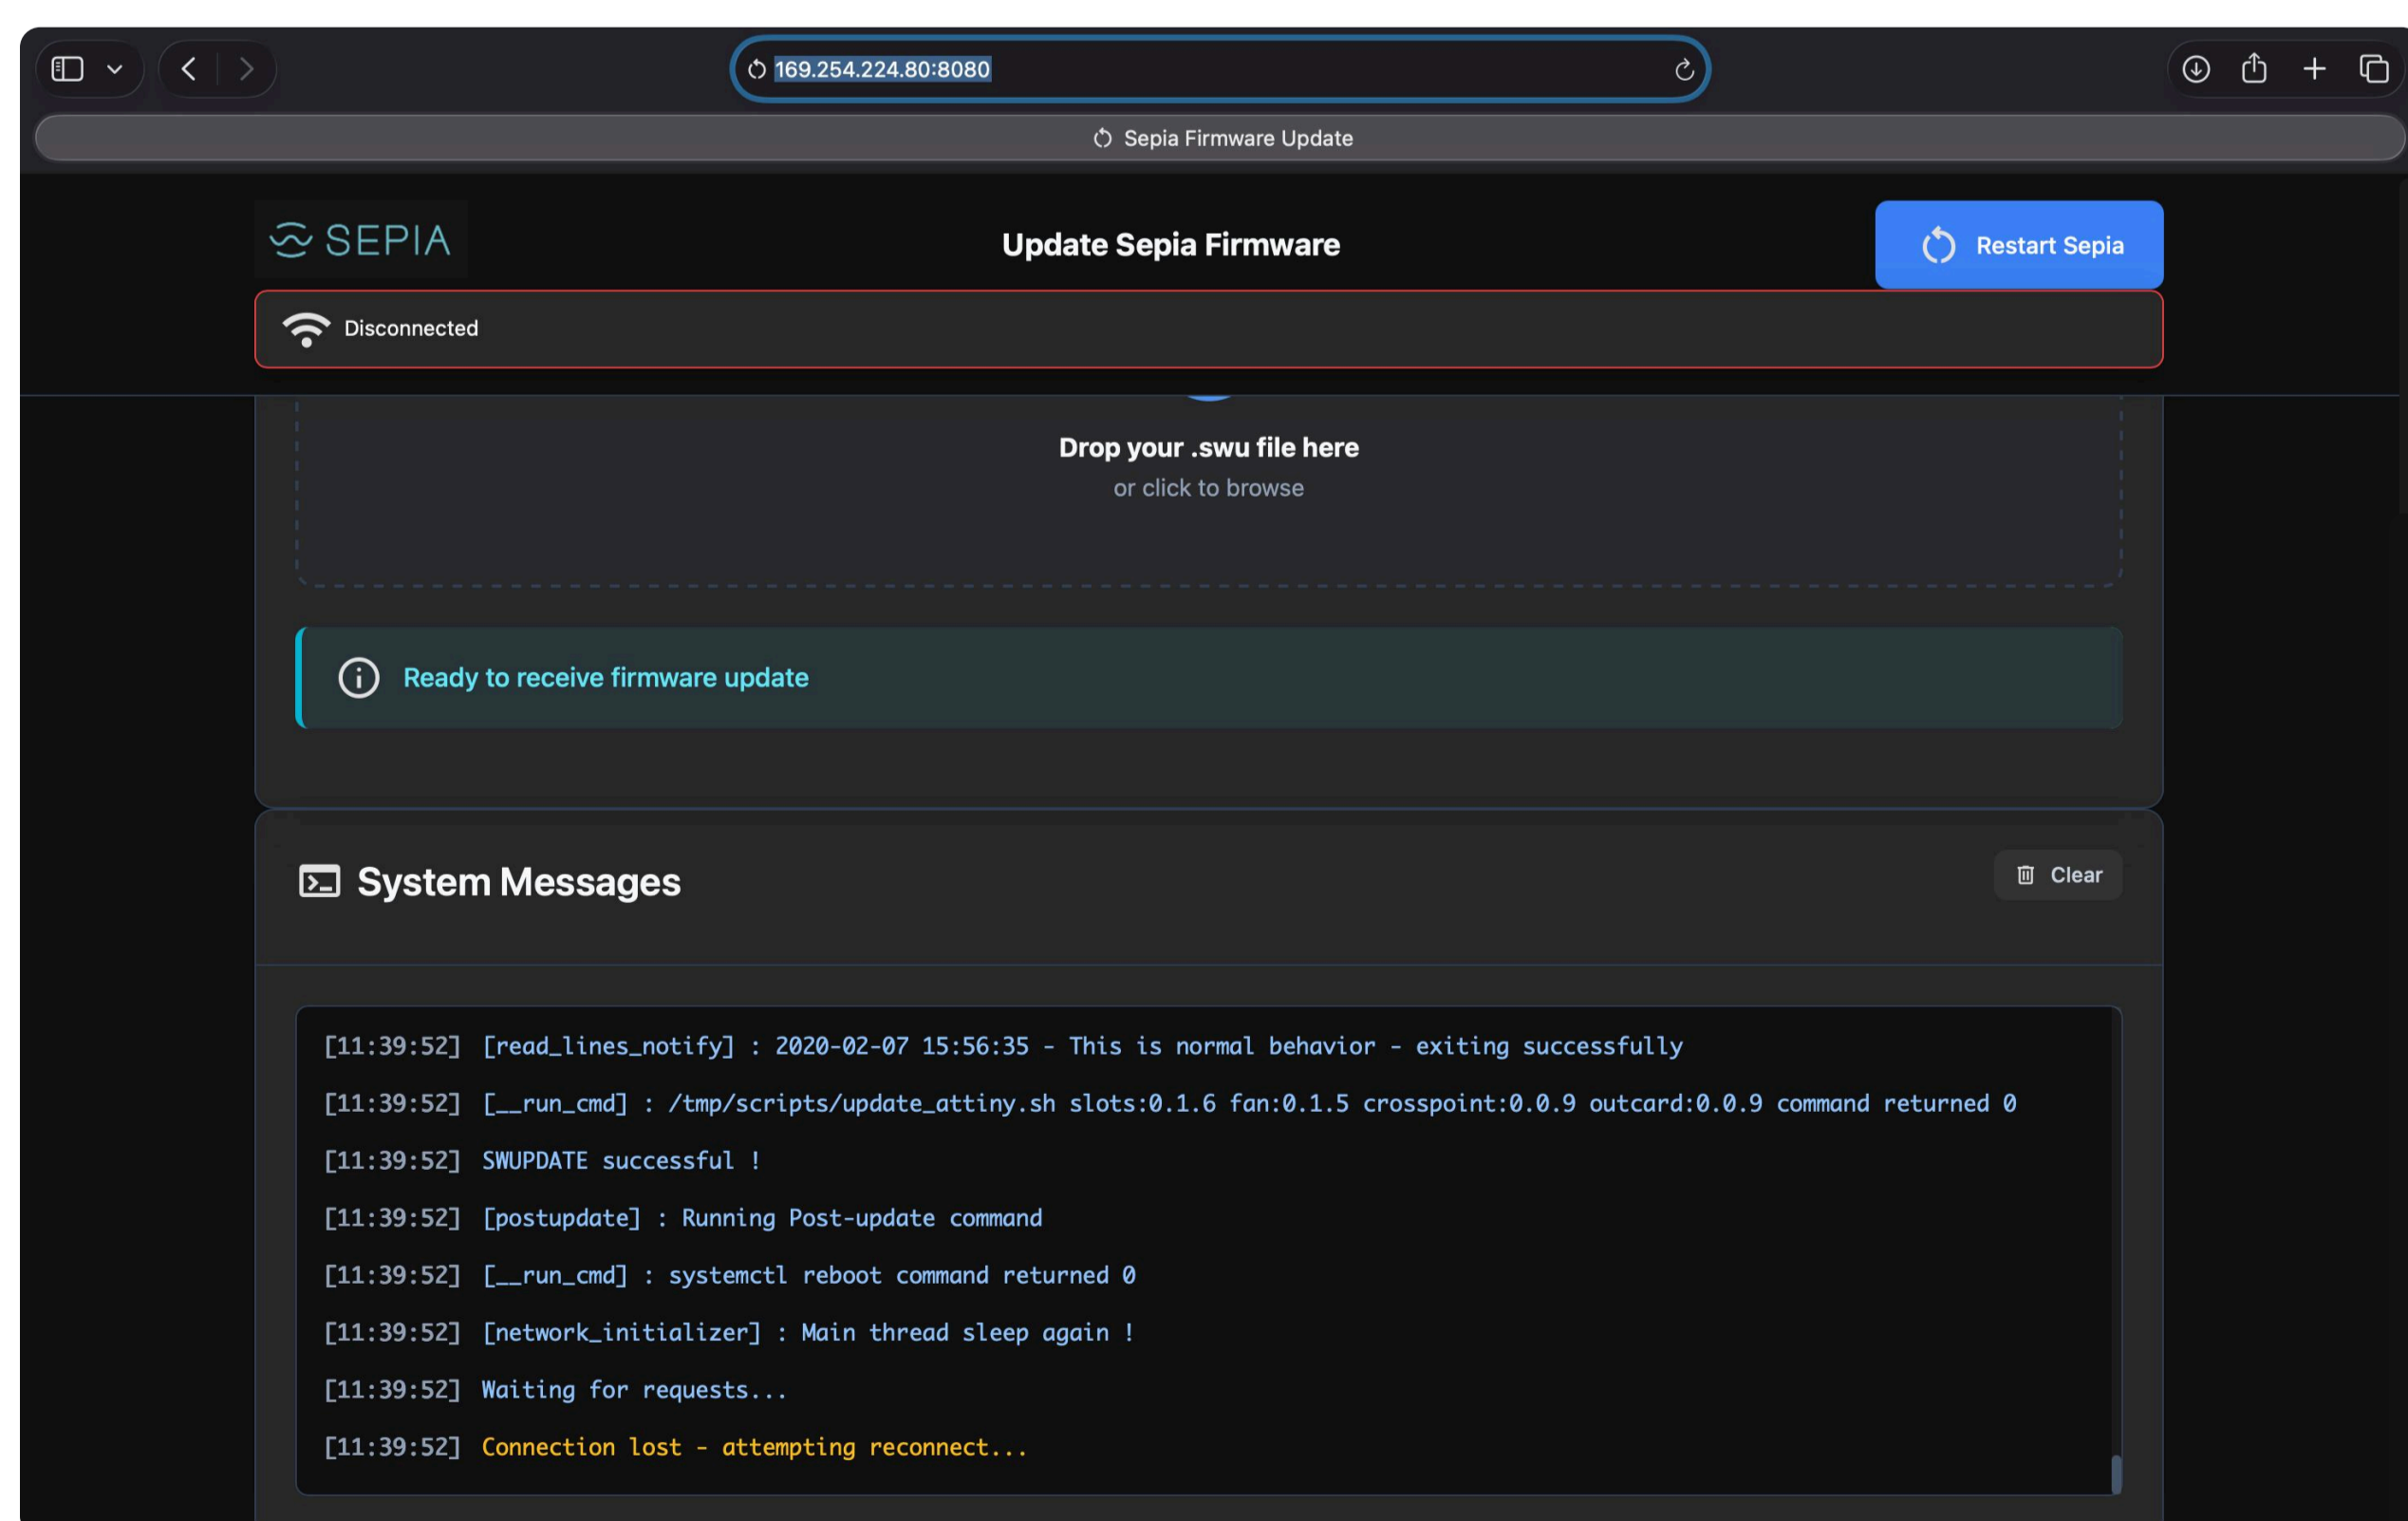 169.254.224.80:8080
Sepia Firmware Update
SEPIA
Update Sepia Firmware
Restart Sepia
Disconnected
Drop your .swu file here
or click to browse
Ready to receive firmware update
System Messages
Clear
[11:39:52] [read_lines_notify] : 2020-02-07 15:56:35 - This is normal behavior - exiting successfully
[11:39:52] [__run_cmd] : /tmp/scripts/update_attiny.sh slots:0.1.6 fan:0.1.5 crosspoint:0.0.9 outcard:0.0.9 command returned 0
[11:39:52] SWUPDATE successful !
[11:39:52] [postupdate] : Running Post-update command
[11:39:52] [__run_cmd] : systemctl reboot command returned 0
[11:39:52] [network_initializer] : Main thread sleep again !
[11:39:52] Waiting for requests...
[11:39:52] Connection lost - attempting reconnect...